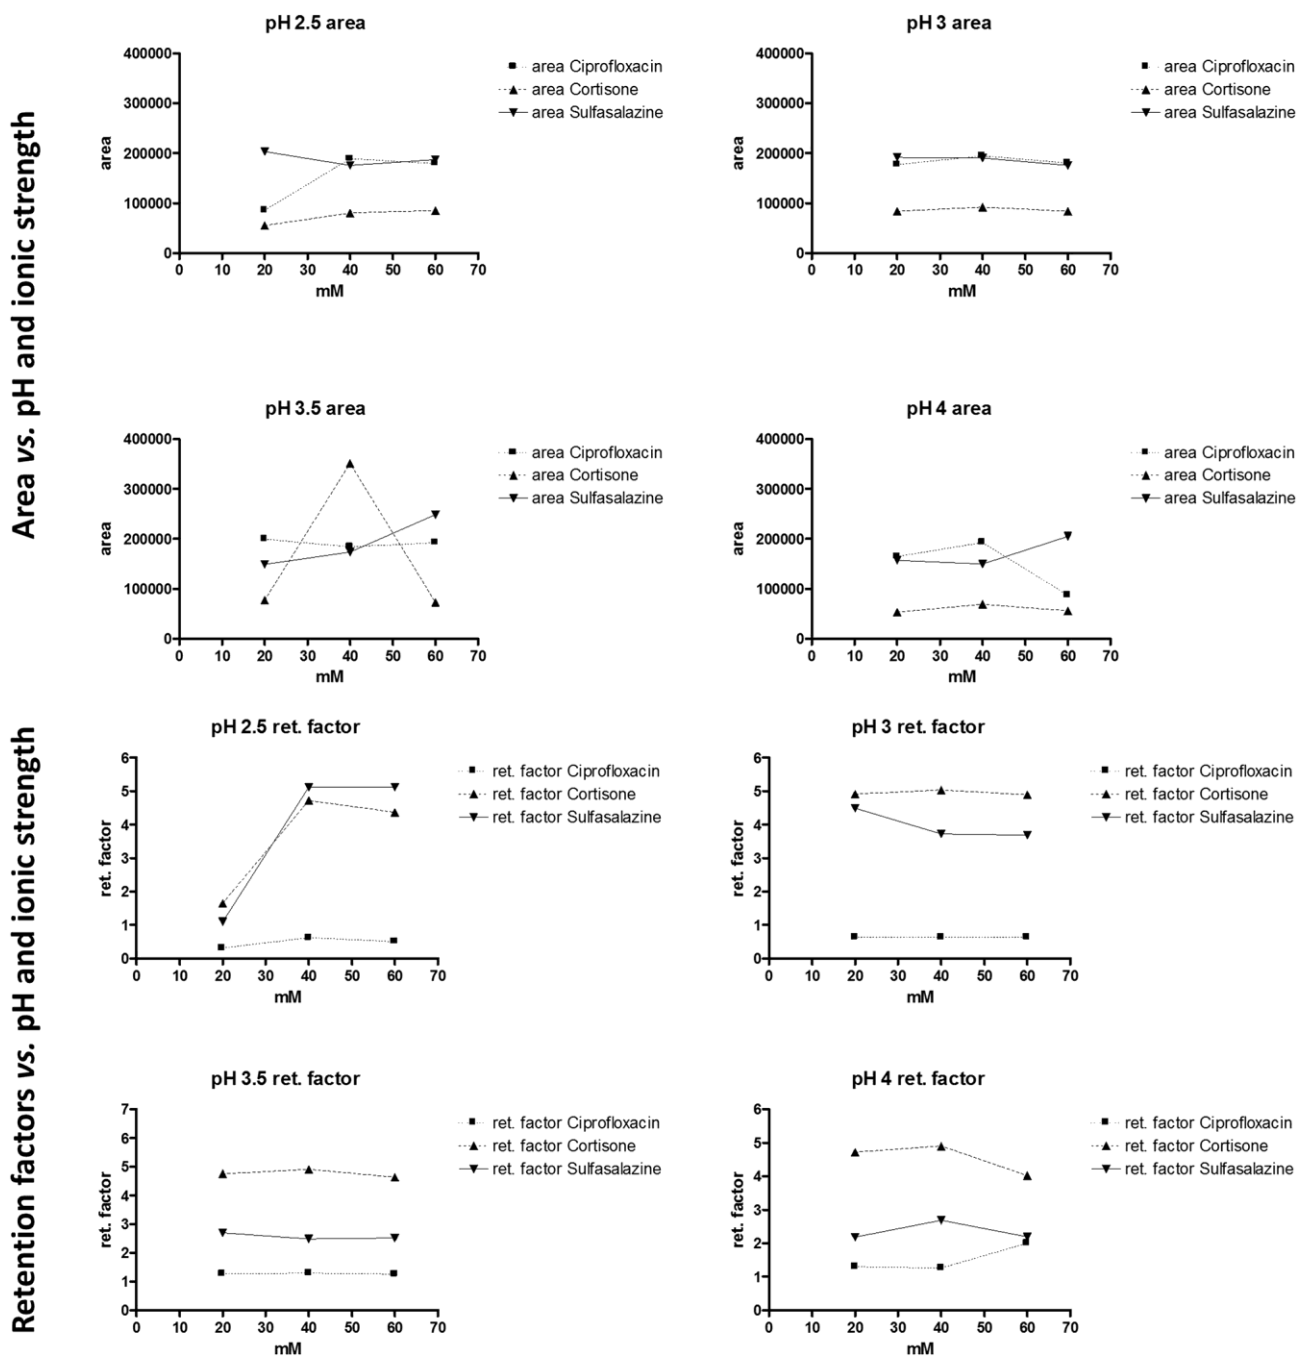 Area vs. pH and ionic strength
pH 2.5 area
400000
300000
200000
100000
0
area
0 10 20 30 40 50 60 70
mM
area Ciprofloxacin
area Cortisone
area Sulfasalazine
pH 3 area
400000
300000
200000
100000
0
area
0 10 20 30 40 50 60 70
mM
area Ciprofloxacin
area Cortisone
area Sulfasalazine
pH 3.5 area
400000
300000
200000
100000
0
area
0 10 20 30 40 50 60 70
mM
area Ciprofloxacin
area Cortisone
area Sulfasalazine
pH 4 area
400000
300000
200000
100000
0
area
0 10 20 30 40 50 60 70
mM
area Ciprofloxacin
area Cortisone
area Sulfasalazine
Retention factors vs. pH and ionic strength
pH 2.5 ret. factor
6
5
4
3
2
1
0
ret. factor
0 10 20 30 40 50 60 70
mM
ret. factor Ciprofloxacin
ret. factor Cortisone
ret. factor Sulfasalazine
pH 3 ret. factor
6
5
4
3
2
1
0
ret. factor
0 10 20 30 40 50 60 70
mM
ret. factor Ciprofloxacin
ret. factor Cortisone
ret. factor Sulfasalazine
pH 3.5 ret. factor
7
6
5
4
3
2
1
0
ret. factor
0 10 20 30 40 50 60 70
mM
ret. factor Ciprofloxacin
ret. factor Cortisone
ret. factor Sulfasalazine
pH 4 ret. factor
6
5
4
3
2
1
0
ret. factor
0 10 20 30 40 50 60 70
mM
ret. factor Ciprofloxacin
ret. factor Cortisone
ret. factor Sulfasalazine